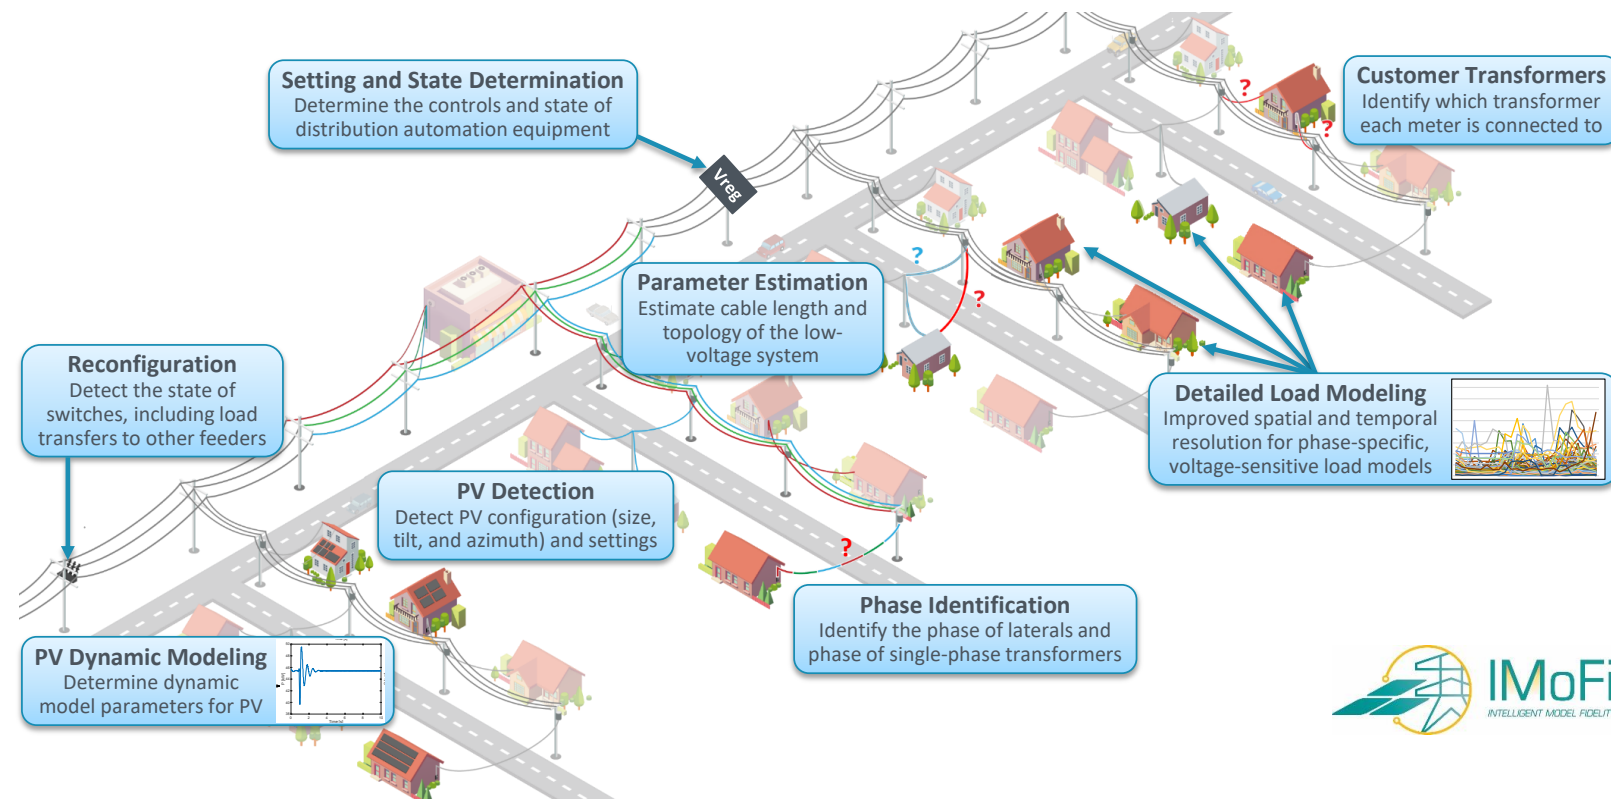 Setting and State Determination
Determine the controls and state of
distribution automation equipment
Customer Transformers
Identify which transformer
each meter is connected to
?
?
Vreg
?
?
Parameter Estimation
Estimate cable length and
topology of the low-
voltage system
Reconfiguration
Detect the state of
switches, including load
transfers to other feeders
Detailed Load Modeling
Improved spatial and temporal
resolution for phase-specific,
voltage-sensitive load models
PV Detection
Detect PV configuration (size,
tilt, and azimuth) and settings
?
Phase Identification
Identify the phase of laterals and
phase of single-phase transformers
PV Dynamic Modeling
Determine dynamic
model parameters for PV
IMoFi
INTELLIGENT MODEL FIDELIT